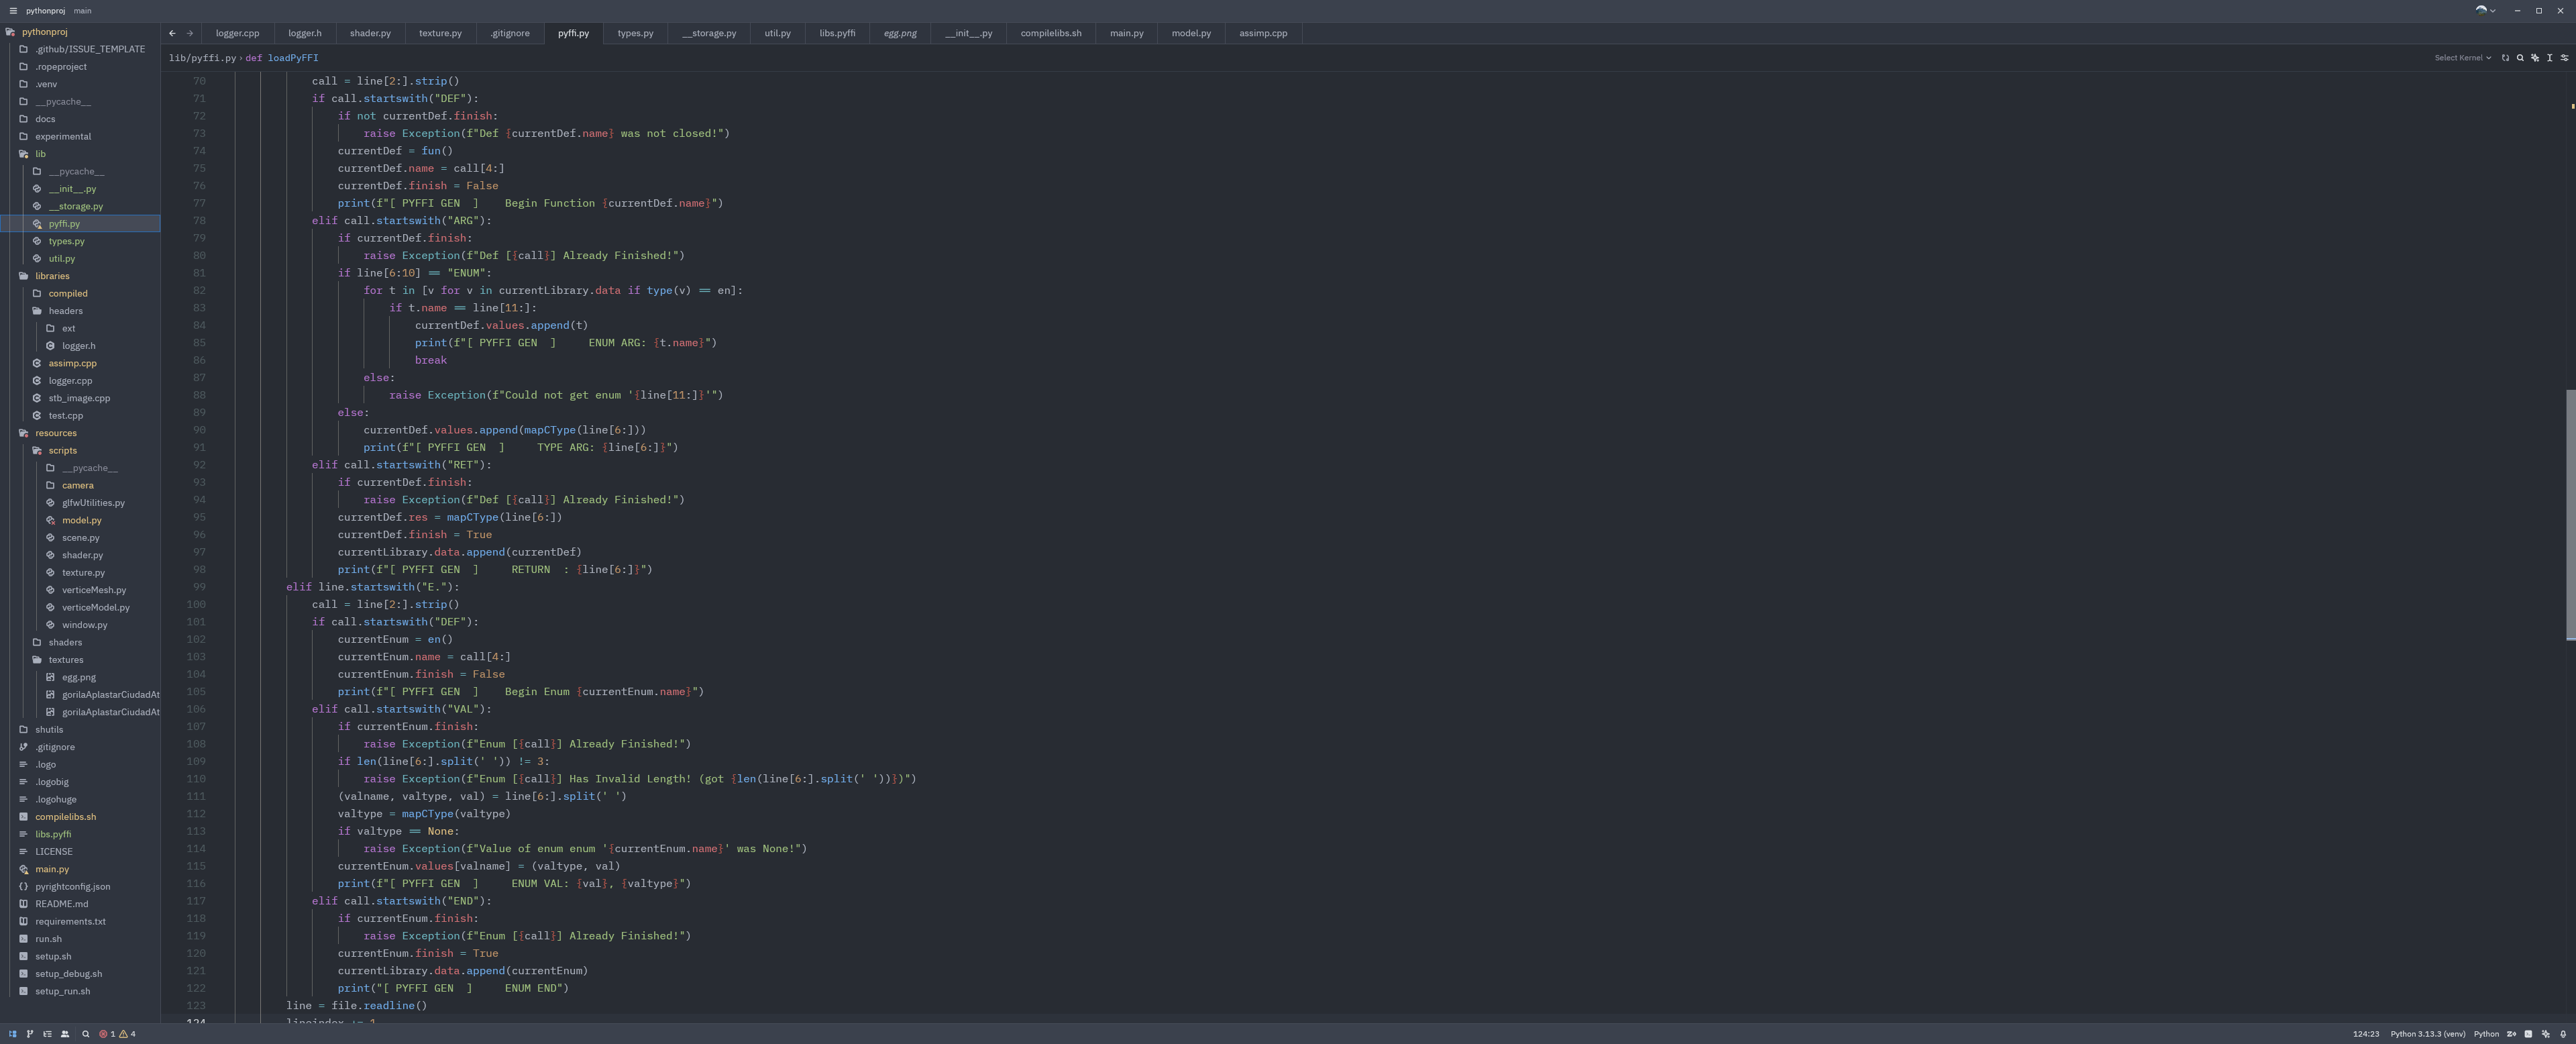 pythonproj main
pythonproj
.github/ISSUE_TEMPLATE
.ropeproject
.venv
__pycache__
docs
experimental
lib
__pycache__
__init__.py
__storage.py
pyffi.py
types.py
util.py
libraries
compiled
headers
ext
logger.h
assimp.cpp
logger.cpp
stb_image.cpp
test.cpp
resources
scripts
__pycache__
camera
glfwUtilities.py
model.py
scene.py
shader.py
texture.py
verticeMesh.py
verticeModel.py
window.py
shaders
textures
egg.png
gorilaAplastarCiudadAt
gorilaAplastarCiudadAt
shutils
.gitignore
.logo
.logobig
.logohuge
compilelibs.sh
libs.pyffi
LICENSE
main.py
pyrightconfig.json
README.md
requirements.txt
run.sh
setup.sh
setup_debug.sh
setup_run.sh
logger.cpp logger.h shader.py texture.py .gitignore pyffi.py types.py __storage.py util.py libs.pyffi egg.png __init__.py compilelibs.sh main.py model.py assimp.cpp
lib/pyffi.py › def loadPyFFI Select Kernel
70 call = line[2:].strip()
71 if call.startswith("DEF"):
72 if not currentDef.finish:
73 raise Exception(f"Def {currentDef.name} was not closed!")
74 currentDef = fun()
75 currentDef.name = call[4:]
76 currentDef.finish = False
77 print(f"[ PYFFI GEN  ]    Begin Function {currentDef.name}")
78 elif call.startswith("ARG"):
79 if currentDef.finish:
80 raise Exception(f"Def [{call}] Already Finished!")
81 if line[6:10] == "ENUM":
82 for t in [v for v in currentLibrary.data if type(v) == en]:
83 if t.name == line[11:]:
84 currentDef.values.append(t)
85 print(f"[ PYFFI GEN  ]     ENUM ARG: {t.name}")
86 break
87 else:
88 raise Exception(f"Could not get enum '{line[11:]}'")
89 else:
90 currentDef.values.append(mapCType(line[6:]))
91 print(f"[ PYFFI GEN  ]     TYPE ARG: {line[6:]}")
92 elif call.startswith("RET"):
93 if currentDef.finish:
94 raise Exception(f"Def [{call}] Already Finished!")
95 currentDef.res = mapCType(line[6:])
96 currentDef.finish = True
97 currentLibrary.data.append(currentDef)
98 print(f"[ PYFFI GEN  ]     RETURN  : {line[6:]}")
99 elif line.startswith("E."):
100 call = line[2:].strip()
101 if call.startswith("DEF"):
102 currentEnum = en()
103 currentEnum.name = call[4:]
104 currentEnum.finish = False
105 print(f"[ PYFFI GEN  ]    Begin Enum {currentEnum.name}")
106 elif call.startswith("VAL"):
107 if currentEnum.finish:
108 raise Exception(f"Enum [{call}] Already Finished!")
109 if len(line[6:].split(' ')) != 3:
110 raise Exception(f"Enum [{call}] Has Invalid Length! (got {len(line[6:].split(' '))})")
111 (valname, valtype, val) = line[6:].split(' ')
112 valtype = mapCType(valtype)
113 if valtype == None:
114 raise Exception(f"Value of enum enum '{currentEnum.name}' was None!")
115 currentEnum.values[valname] = (valtype, val)
116 print(f"[ PYFFI GEN  ]     ENUM VAL: {val}, {valtype}")
117 elif call.startswith("END"):
118 if currentEnum.finish:
119 raise Exception(f"Enum [{call}] Already Finished!")
120 currentEnum.finish = True
121 currentLibrary.data.append(currentEnum)
122 print("[ PYFFI GEN  ]     ENUM END")
123 line = file.readline()
124 lineindex += 1
1 4 124:23 Python 3.13.3 (venv) Python